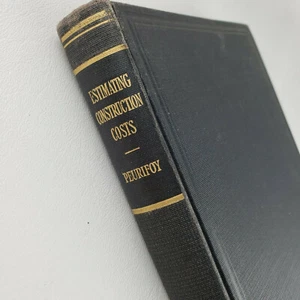 ESTIMATING
CONSTRUCTION
COSTS
PEURIFOY